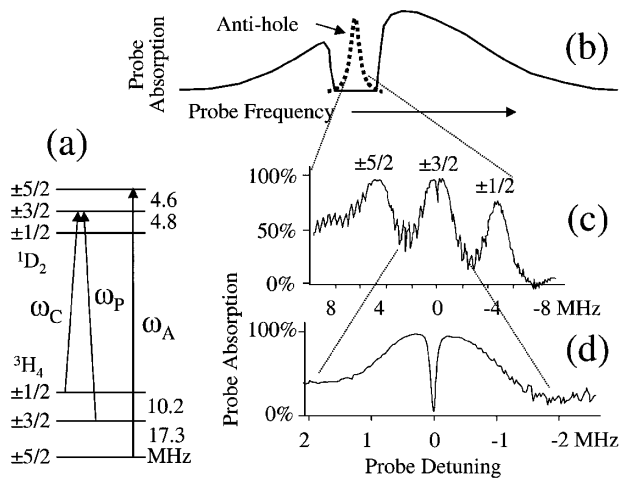 (a)
±5/2
±3/2
±1/2
4.6
4.8
¹D₂
ω_C
ω_P
ω_A
³H₄
±1/2
±3/2
±5/2
10.2
17.3
MHz
Probe
Absorption
Anti-hole
(b)
Probe Frequency
±5/2
±3/2
±1/2
(c)
100%
50%
0%
8 4 0 -4 -8 MHz
Probe Absorption
(d)
100%
0%
2 1 0 -1 -2 MHz
Probe Detuning